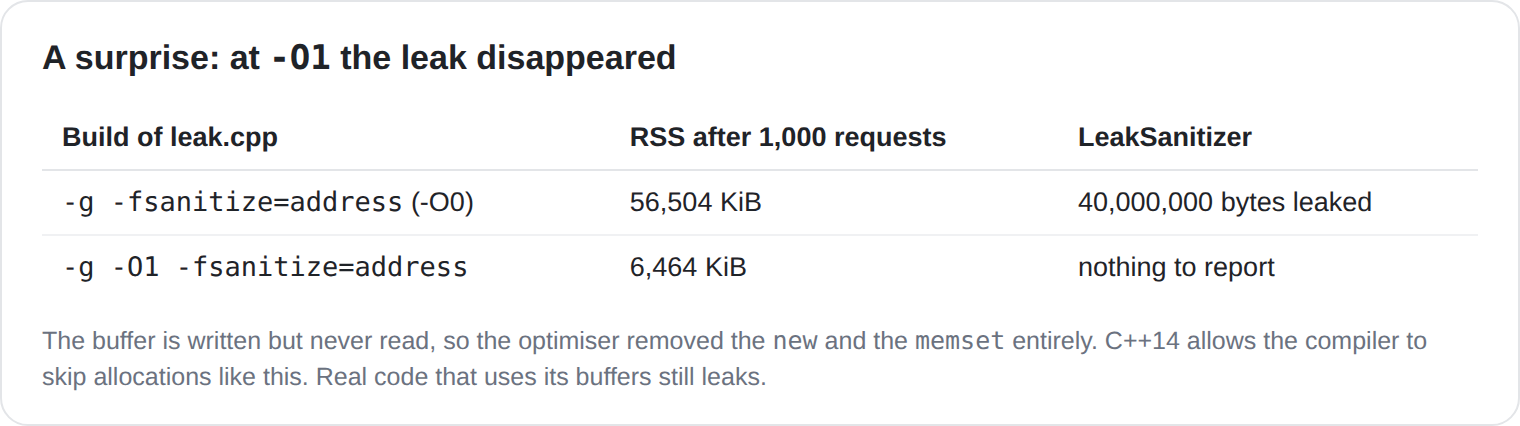 A surprise: at -O1 the leak disappeared
Build of leak.cpp RSS after 1,000 requests LeakSanitizer
-g -fsanitize=address (-O0) 56,504 KiB 40,000,000 bytes leaked
-g -O1 -fsanitize=address 6,464 KiB nothing to report
The buffer is written but never read, so the optimiser removed the new and the memset entirely. C++14 allows the compiler to
skip allocations like this. Real code that uses its buffers still leaks.